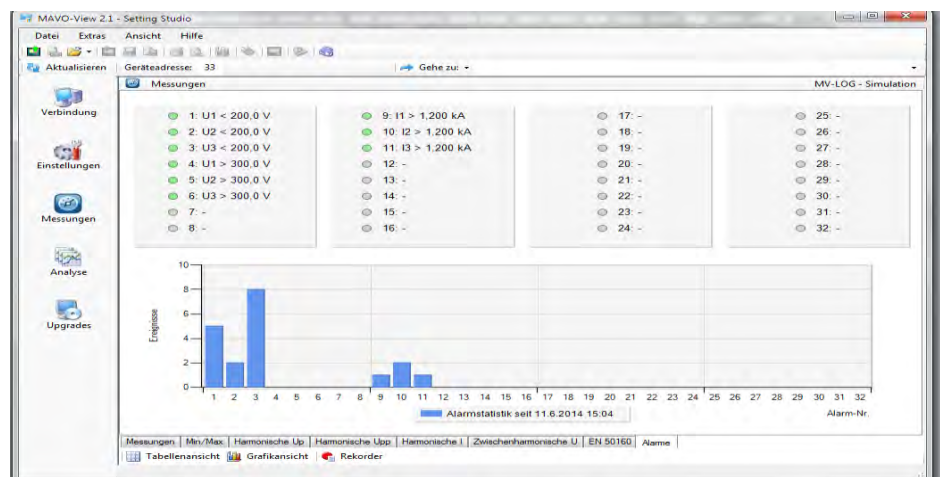 MAVO-View 2.1 - Setting Studio
Datei Extras Ansicht Hilfe
Aktualisieren Geräteadresse: 33 Gehe zu:
Messungen MV-LOG - Simulation
Verbindung
Einstellungen
Messungen
Analyse
Upgrades
1: U1 < 200,0 V
2: U2 < 200,0 V
3: U3 < 200,0 V
4: U1 > 300,0 V
5: U2 > 300,0 V
6: U3 > 300,0 V
7: -
8: -
9: I1 > 1,200 kA
10: I2 > 1,200 kA
11: I3 > 1,200 kA
12: -
13: -
14: -
15: -
16: -
17: -
18: -
19: -
20: -
21: -
22: -
23: -
24: -
25: -
26: -
27: -
28: -
29: -
30: -
31: -
32: -
Ereignisse
10
8
6
4
2
0
1 2 3 4 5 6 7 8 9 10 11 12 13 14 15 16 17 18 19 20 21 22 23 24 25 26 27 28 29 30 31 32
Alarmstatistik seit 11.6.2014 15:04
Alarm-Nr.
Messungen Min/Max Harmonische Up Harmonische Upp Harmonische I Zwischenharmonische U EN 50160 Alarme
Tabellenansicht Grafikansicht Rekorder